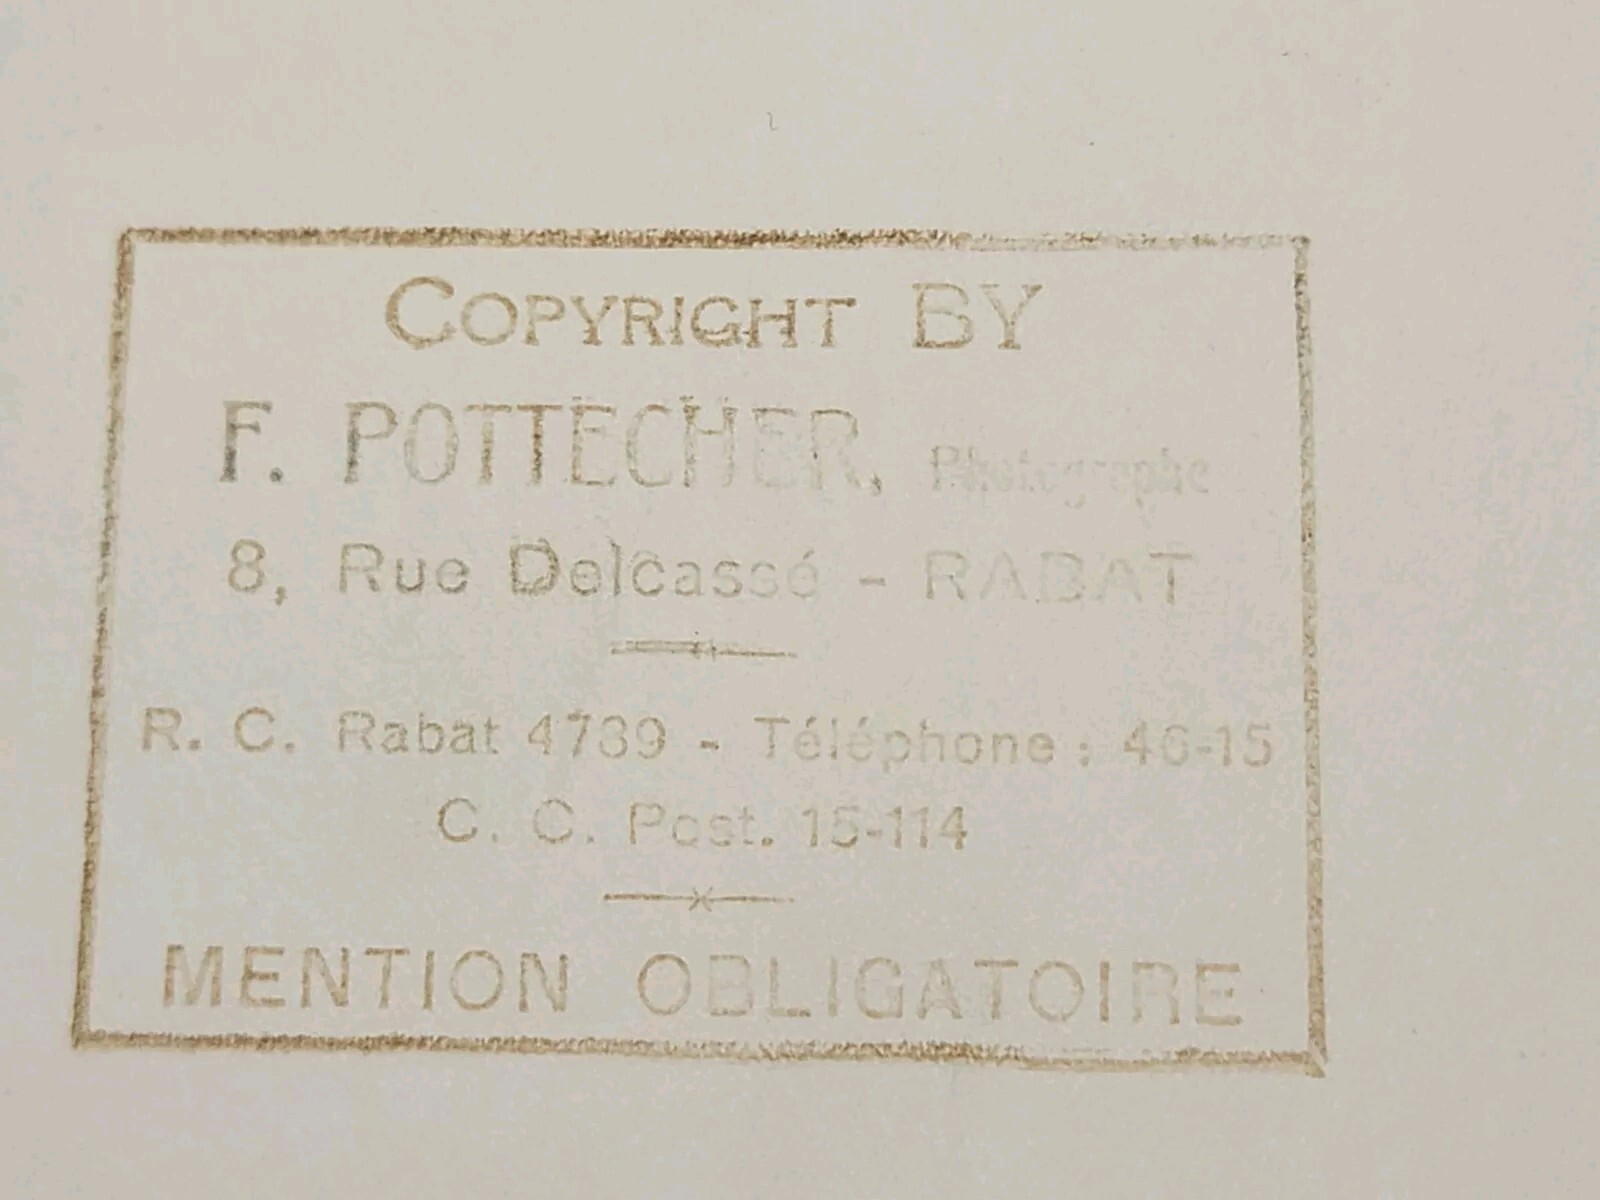 COPYRIGHT BY
F. POTTECHER, Photographe
8, Rue Delcassé - RABAT
R. C. Rabat 4739 - Téléphone : 46-15
C. C. Post. 15-114
MENTION OBLIGATOIRE